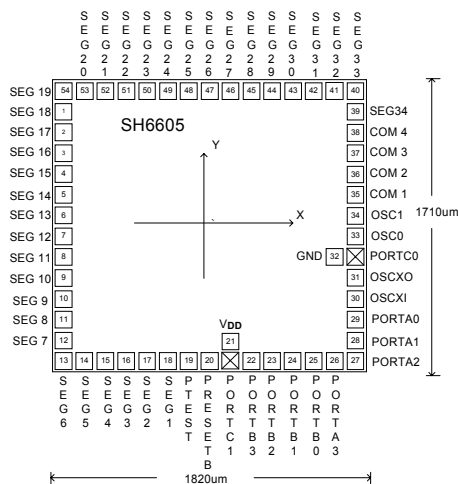 SEG20 SEG21 SEG22 SEG23 SEG24 SEG25 SEG26 SEG27 SEG28 SEG29 SEG30 SEG31 SEG32 SEG33
SEG 19 54 53 52 51 50 49 48 47 46 45 44 43 42 41 40
SEG 18 1 39 SEG34
SH6605
SEG 17 2 38 COM 4
SEG 16 3 Y 37 COM 3
SEG 15 4 36 COM 2
SEG 14 5 35 COM 1
1710um
SEG 13 6 X 34 OSC1
SEG 12 7 33 OSC0
SEG 11 8 GND 32 PORTC0
SEG 10 9 31 OSCXO
SEG 9 10 30 OSCXI
SEG 8 11 29 PORTA0
VDD
SEG 7 12 21 28 PORTA1
13 14 15 16 17 18 19 20 22 23 24 25 26 27 PORTA2
SEG6 SEG5 SEG4 SEG3 SEG2 SEG1 PTEST PRESETB PORTC1 PORTB3 PORTB2 PORTB1 PORTB0 PORTA3
1820um